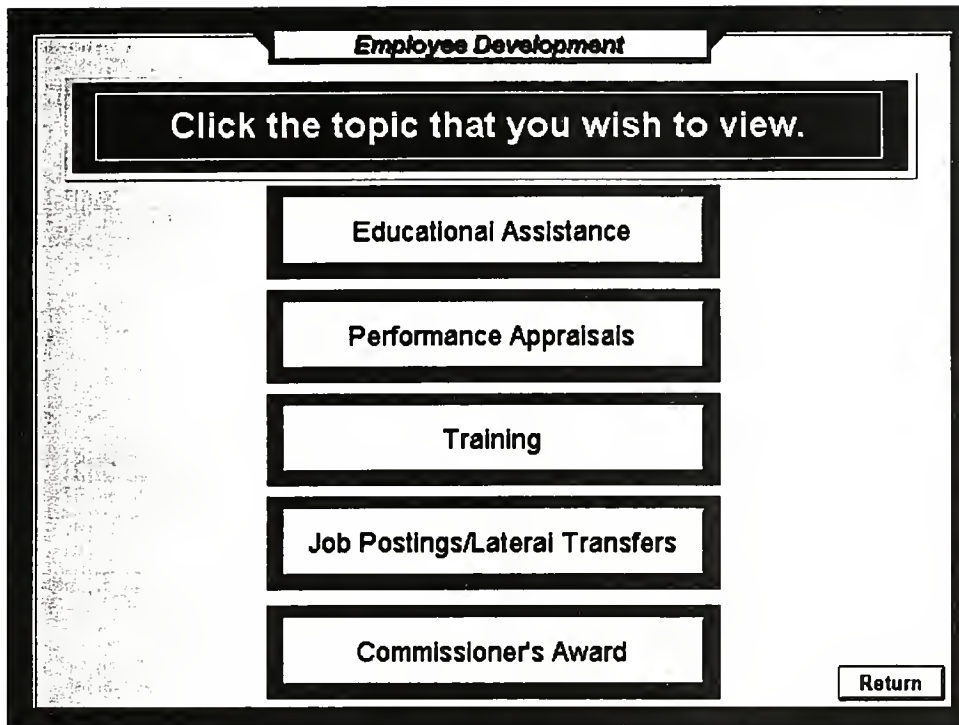 Employee Development
Click the topic that you wish to view.
Educational Assistance
Performance Appraisals
Training
Job Postings/Lateral Transfers
Commissioner's Award
Return